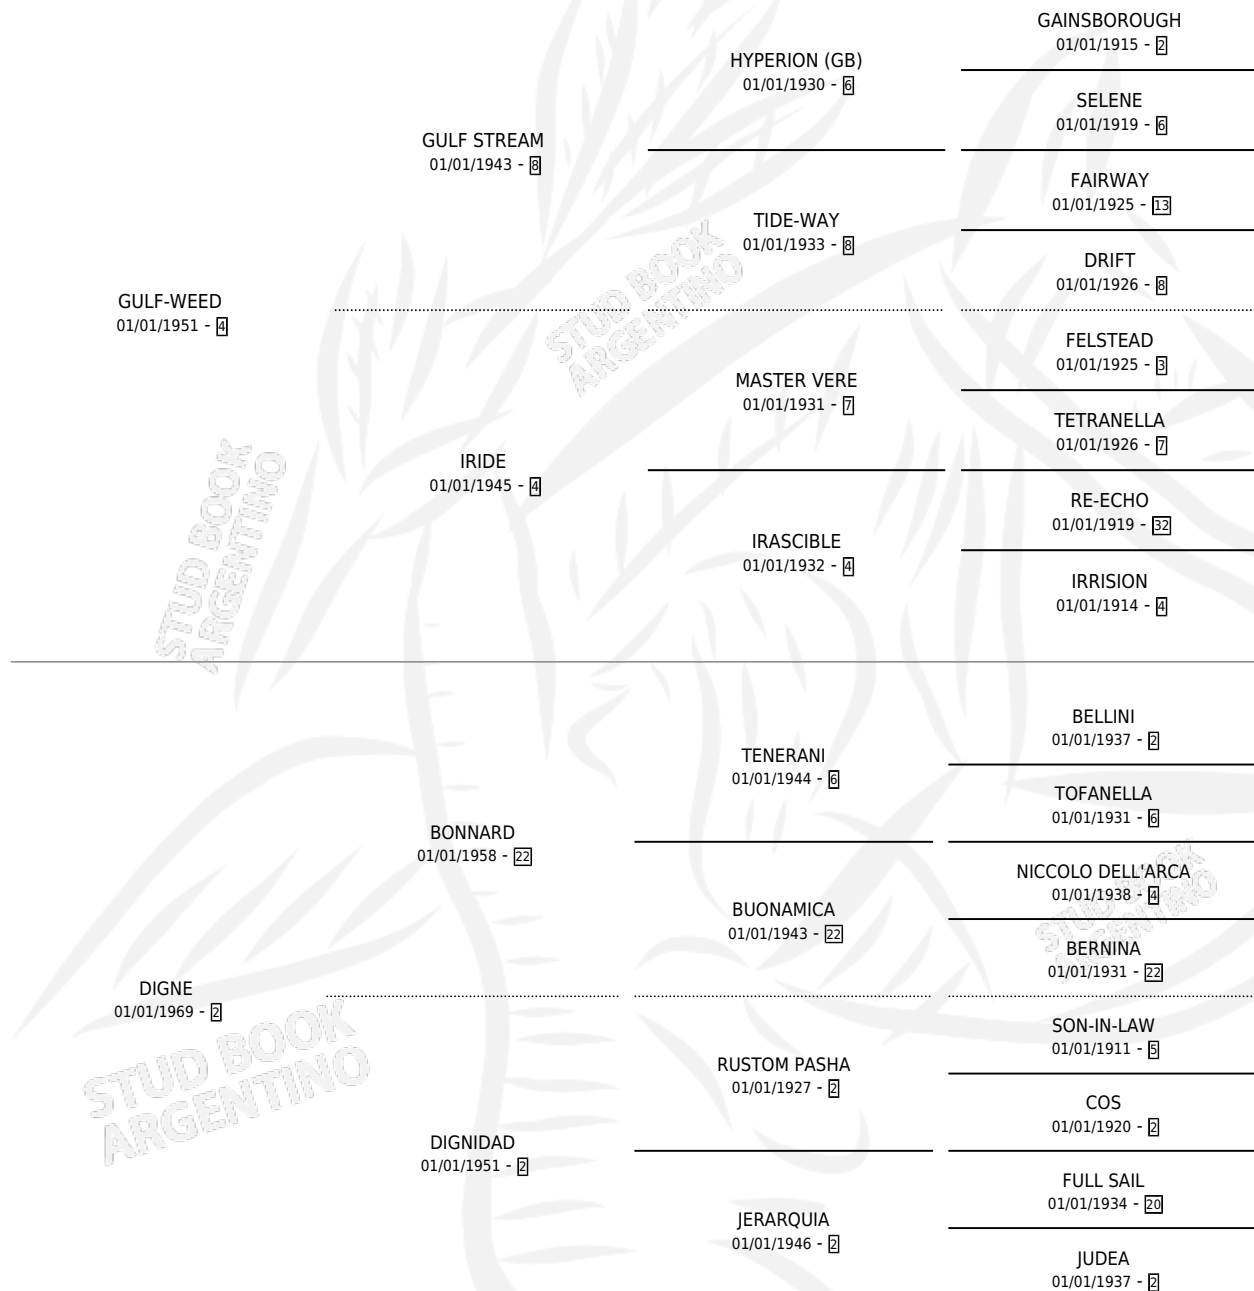 GAINSBOROUGH
01/01/1915 - 2
HYPERION (GB)
01/01/1930 - 6
SELENE
01/01/1919 - 6
GULF STREAM
01/01/1943 - 8
FAIRWAY
01/01/1925 - 13
TIDE-WAY
01/01/1933 - 8
DRIFT
01/01/1926 - 8
GULF-WEED
01/01/1951 - 4
STUD BOOK
ARGENTINO
FELSTEAD
01/01/1925 - 3
MASTER VERE
01/01/1931 - 7
TETRANELLA
01/01/1926 - 7
IRIDE
01/01/1945 - 4
RE-ECHO
01/01/1919 - 32
IRASCIBLE
01/01/1932 - 4
IRRISION
01/01/1914 - 4
STUD BOOK
ARGENTINO
BELLINI
01/01/1937 - 2
TENERANI
01/01/1944 - 6
TOFANELLA
01/01/1931 - 6
BONNARD
01/01/1958 - 22
NICCOLO DELL'ARCA
01/01/1938 - 4
BUONAMICA
01/01/1943 - 22
STUD BOOK
ARGENTINO
BERNINA
01/01/1931 - 22
DIGNE
01/01/1969 - 2
SON-IN-LAW
01/01/1911 - 5
STUD BOOK
ARGENTINO
RUSTOM PASHA
01/01/1927 - 2
COS
01/01/1920 - 2
DIGNIDAD
01/01/1951 - 2
FULL SAIL
01/01/1934 - 20
JERARQUIA
01/01/1946 - 2
JUDEA
01/01/1937 - 2